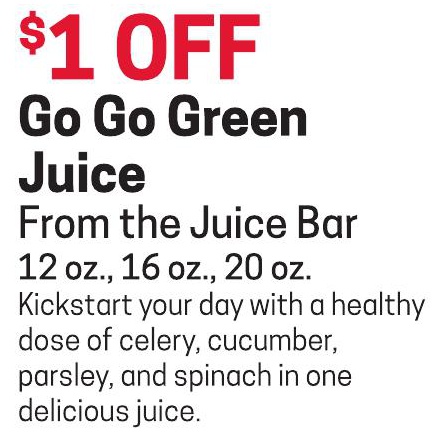 $1 OFF
Go Go Green
Juice
From the Juice Bar
12 oz., 16 oz., 20 oz.
Kickstart your day with a healthy
dose of celery, cucumber,
parsley, and spinach in one
delicious juice.